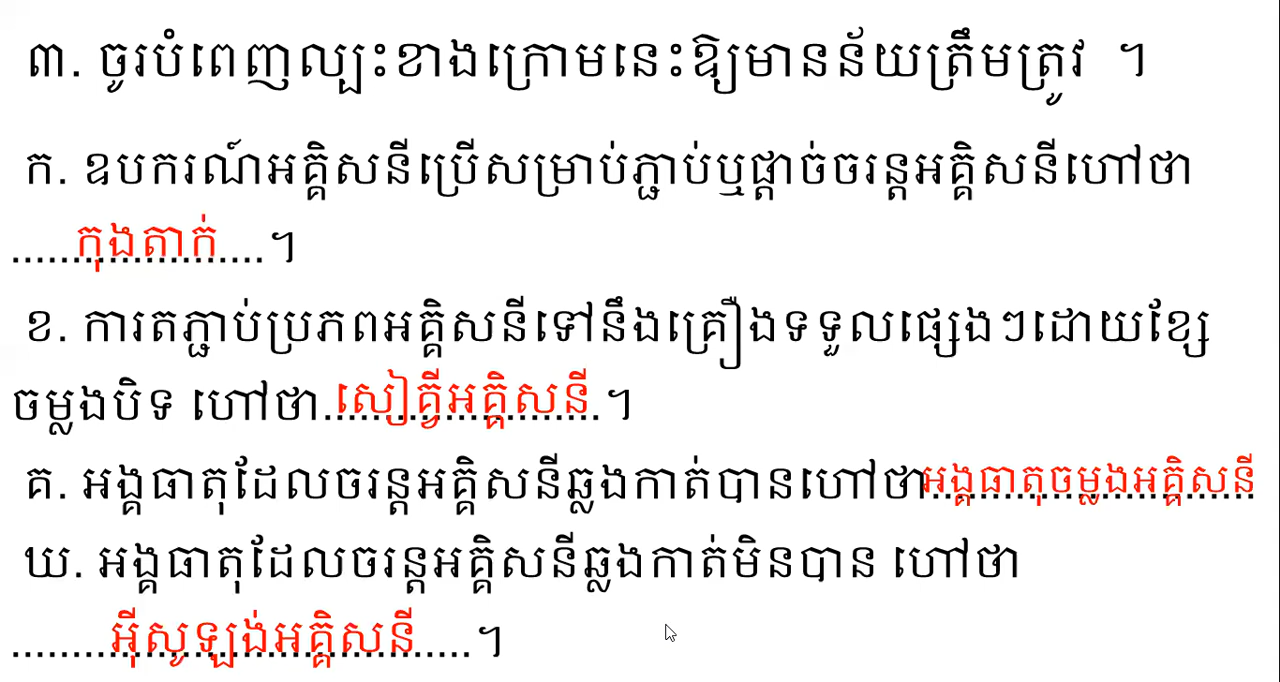 ៣. ចូរបំពេញល្បះខាងក្រោមនេះឱ្យមានន័យត្រឹមត្រូវ ។
ក. ឧបករណ៍អគ្គិសនីប្រើសម្រាប់ភ្ជាប់ឬផ្តាច់ចរន្តអគ្គិសនីហៅថា
.....កុងតាក់....។
ខ. ការតភ្ជាប់ប្រភពអគ្គិសនីទៅនឹងគ្រឿងទទួលផ្សេងៗដោយខ្សែ
ចម្លងបិទ ហៅថា.សៀគ្វីអគ្គិសនី.។
គ. អង្គធាតុដែលចរន្តអគ្គិសនីឆ្លងកាត់បានហៅថាអង្គធាតុចម្លងអគ្គិសនី
ឃ. អង្គធាតុដែលចរន្តអគ្គិសនីឆ្លងកាត់មិនបាន ហៅថា
........អ៊ីសូឡង់អគ្គិសនី.....។